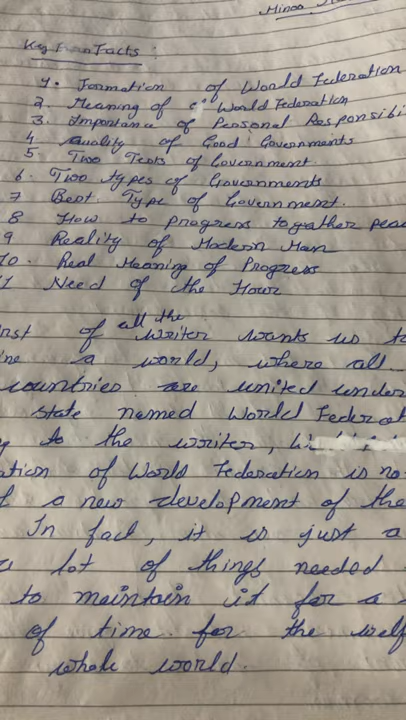 Minoo
Key Facts :
1. Formation of World Federation
2. Meaning of World Federation
3. Importance of Personal Responsibi
4 Quality of Good Governments
5. Two Tests of Government
6. Two types of Governments
7 Best Type of Government.
8 How to Progress togather peac
9 Reality of Modern Man
10. Real Meaning of Progress
11 Need of the Hour
of all the writer wants us to
a world, where all
countries are united under
state named World Federat
to the writer,
ation of World Federation is no
a new development of the
In fact, it is just a
a lot of things needed
to maintain it for a
of time for the welf
whole world.